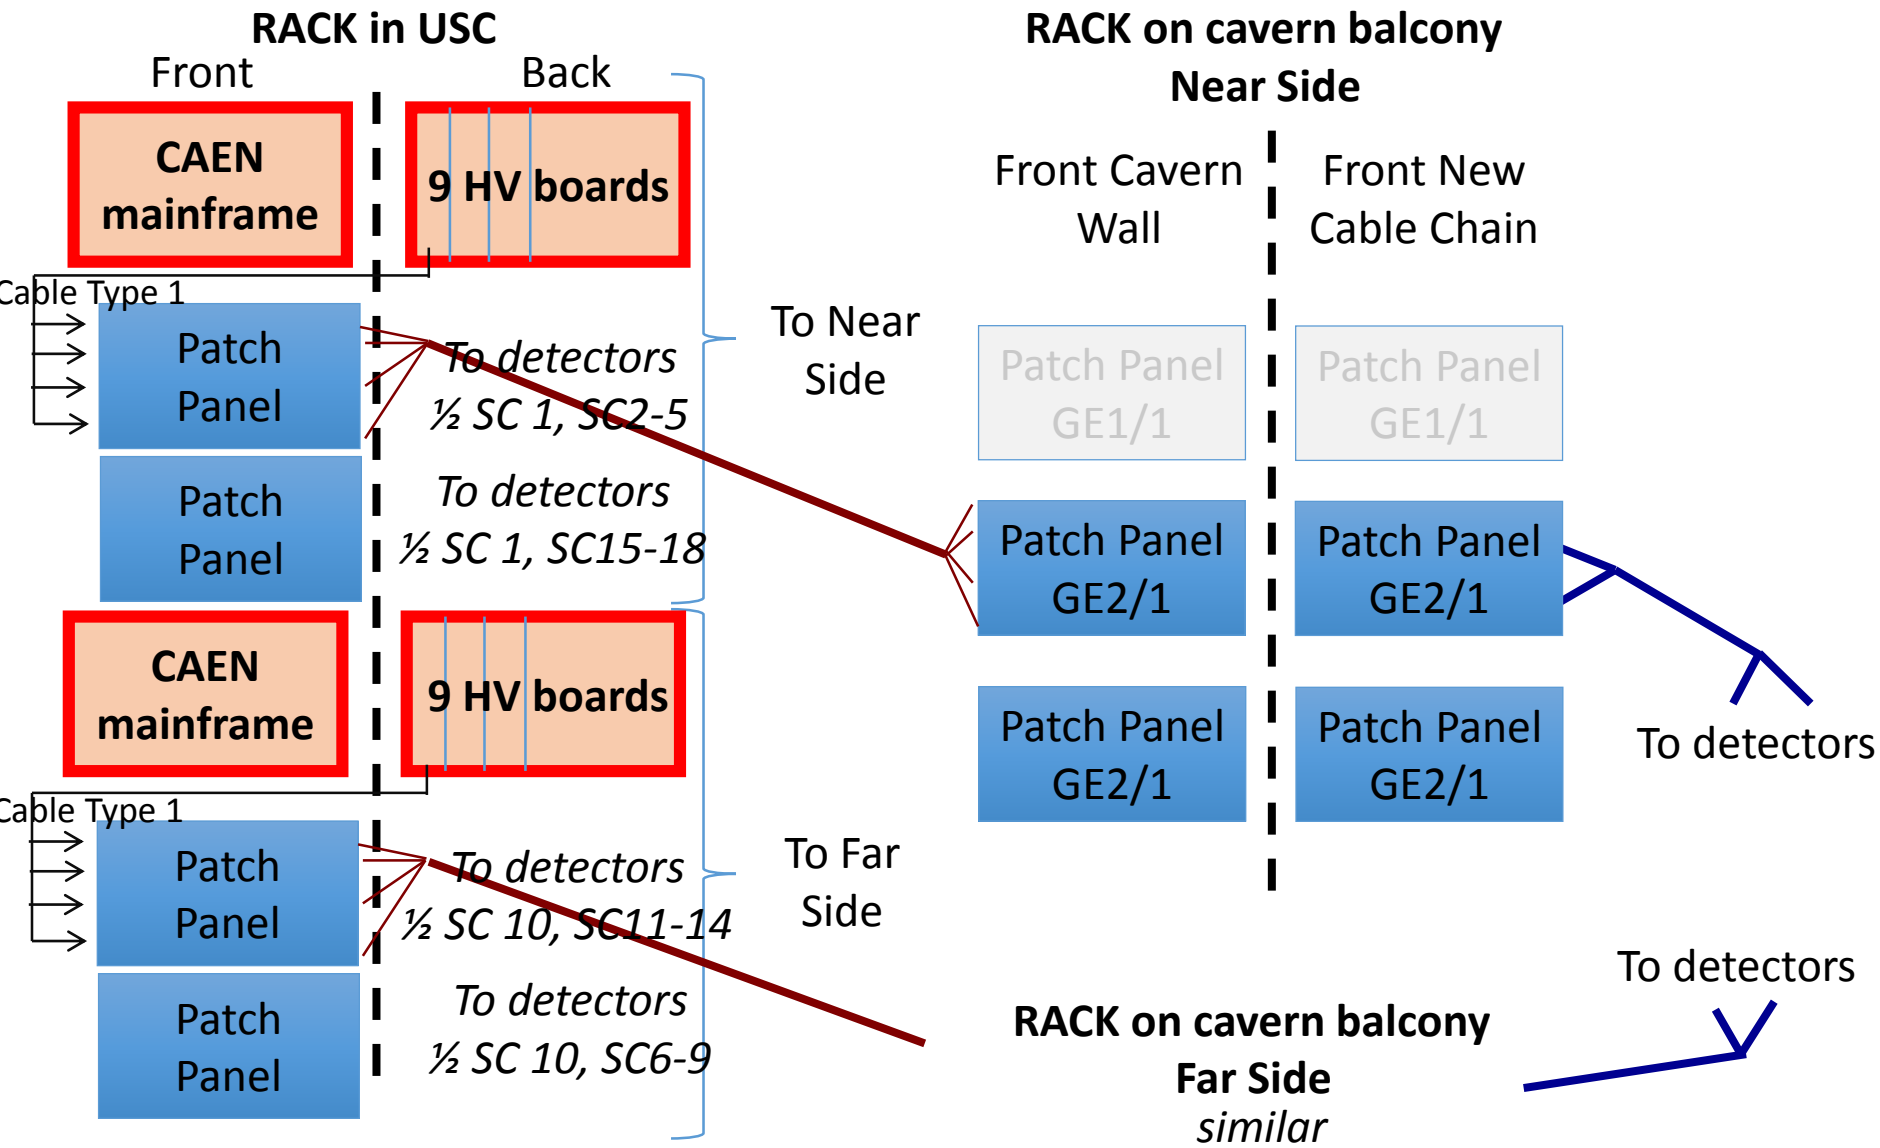 RACK in USC
Front
Back
CAEN
mainframe
9 HV boards
Cable Type 1
Patch
Panel
To detectors
½ SC 1, SC2-5
Patch
Panel
To detectors
½ SC 1, SC15-18
To Near
Side
CAEN
mainframe
9 HV boards
Cable Type 1
Patch
Panel
To detectors
½ SC 10, SC11-14
Patch
Panel
To detectors
½ SC 10, SC6-9
To Far
Side
RACK on cavern balcony
Near Side
Front Cavern
Wall
Front New
Cable Chain
Patch Panel
GE1/1
Patch Panel
GE1/1
Patch Panel
GE2/1
Patch Panel
GE2/1
Patch Panel
GE2/1
Patch Panel
GE2/1
To detectors
To detectors
RACK on cavern balcony
Far Side
similar